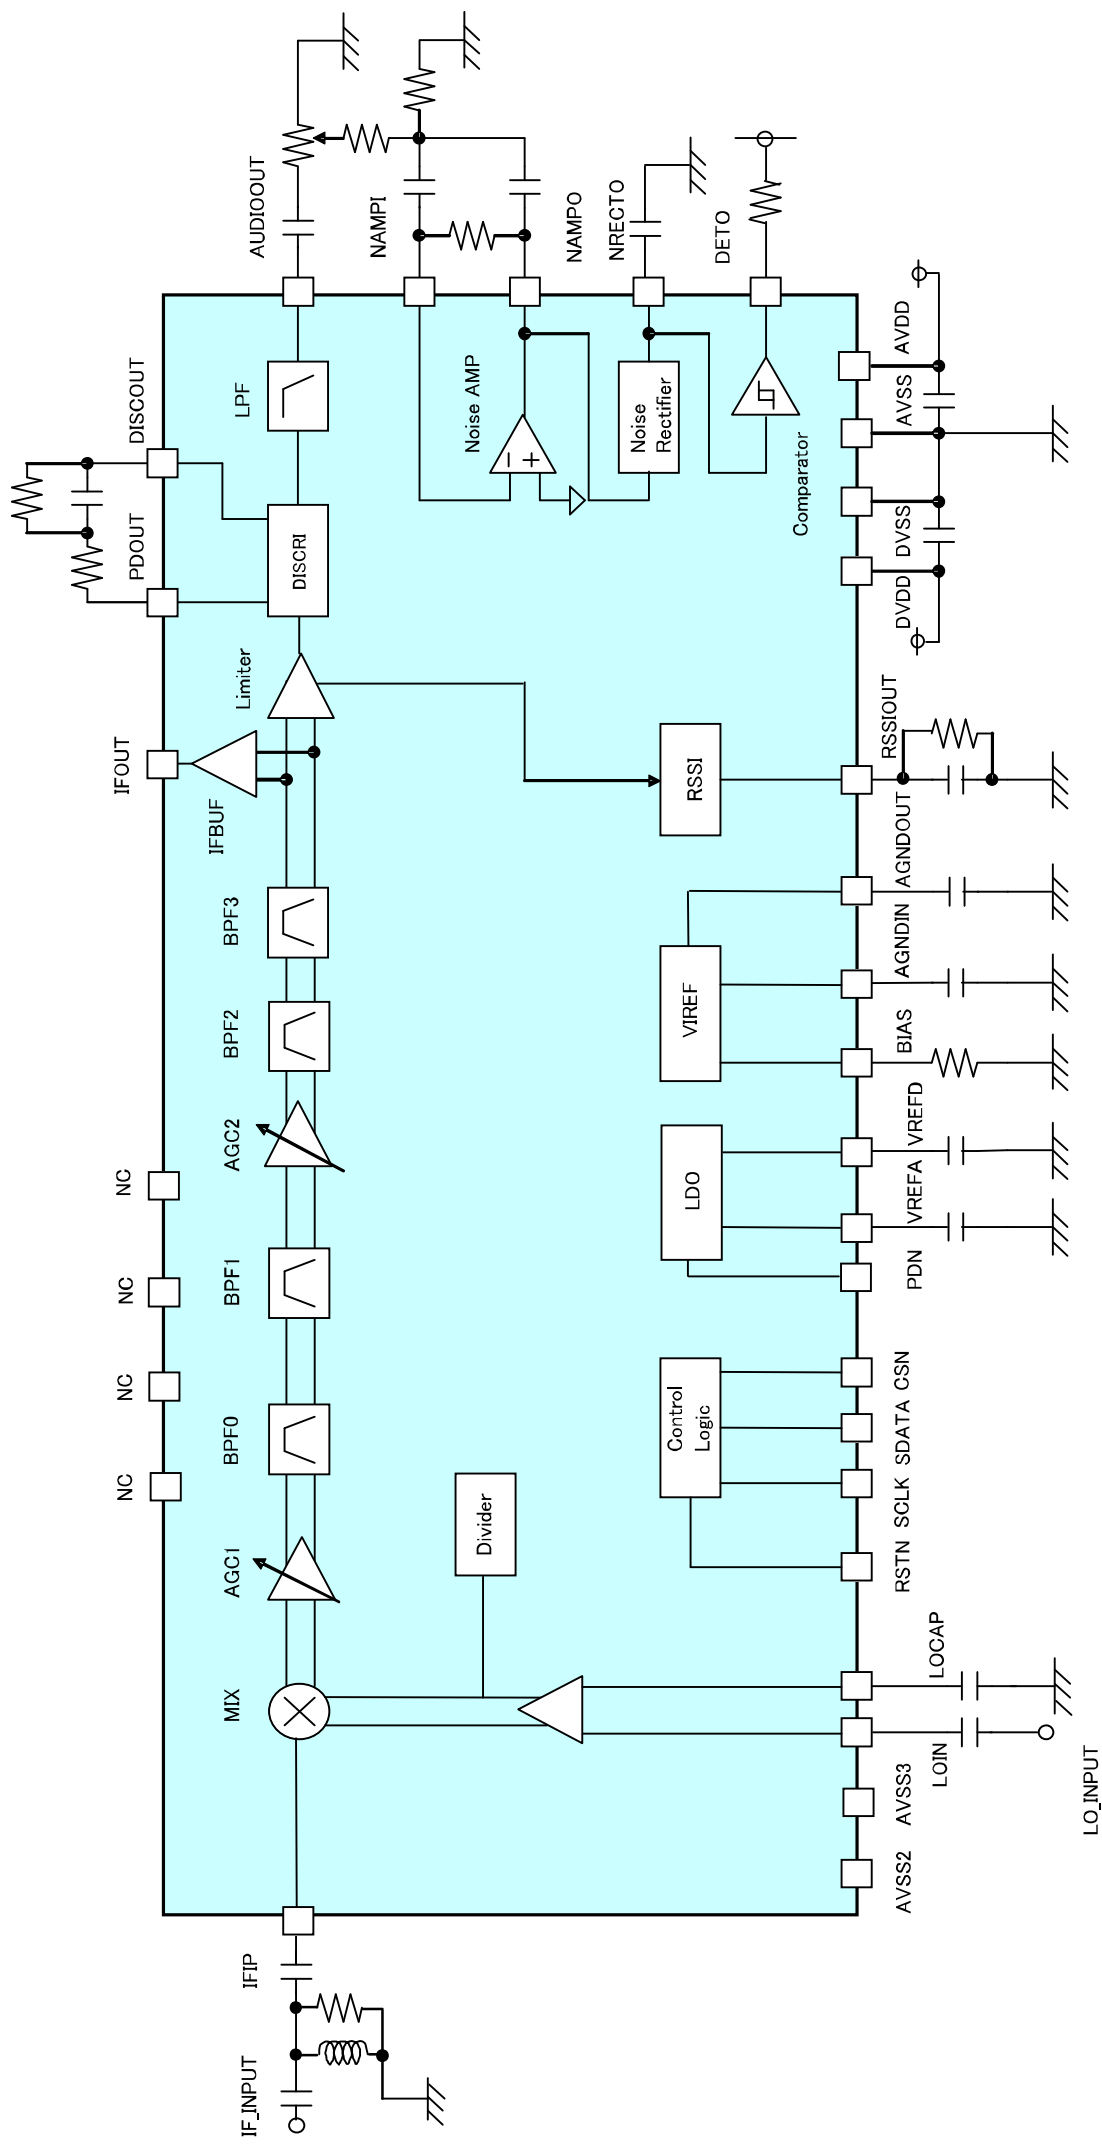 NC
NC
NC
NC
IFOUT
PDOUT
DISCOUT
IFBUF
Limiter
MIX
AGC1
BPF0
BPF1
AGC2
BPF2
BPF3
LPF
AUDIOOUT
IF_INPUT
IFIP
DISCRI
NAMPI
Noise AMP
NAMPO
Divider
Noise
Rectifier
NRECTO
Control
Logic
LDO
VIREF
RSSI
DETO
Comparator
AVSS2
AVSS3
LOIN
LOCAP
RSTN
SCLK
SDATA
CSN
PDN
VREFA
VREFD
BIAS
AGNDIN
AGNDOUT
RSSIOUT
DVDD
DVSS
AVSS
AVDD
LO_INPUT